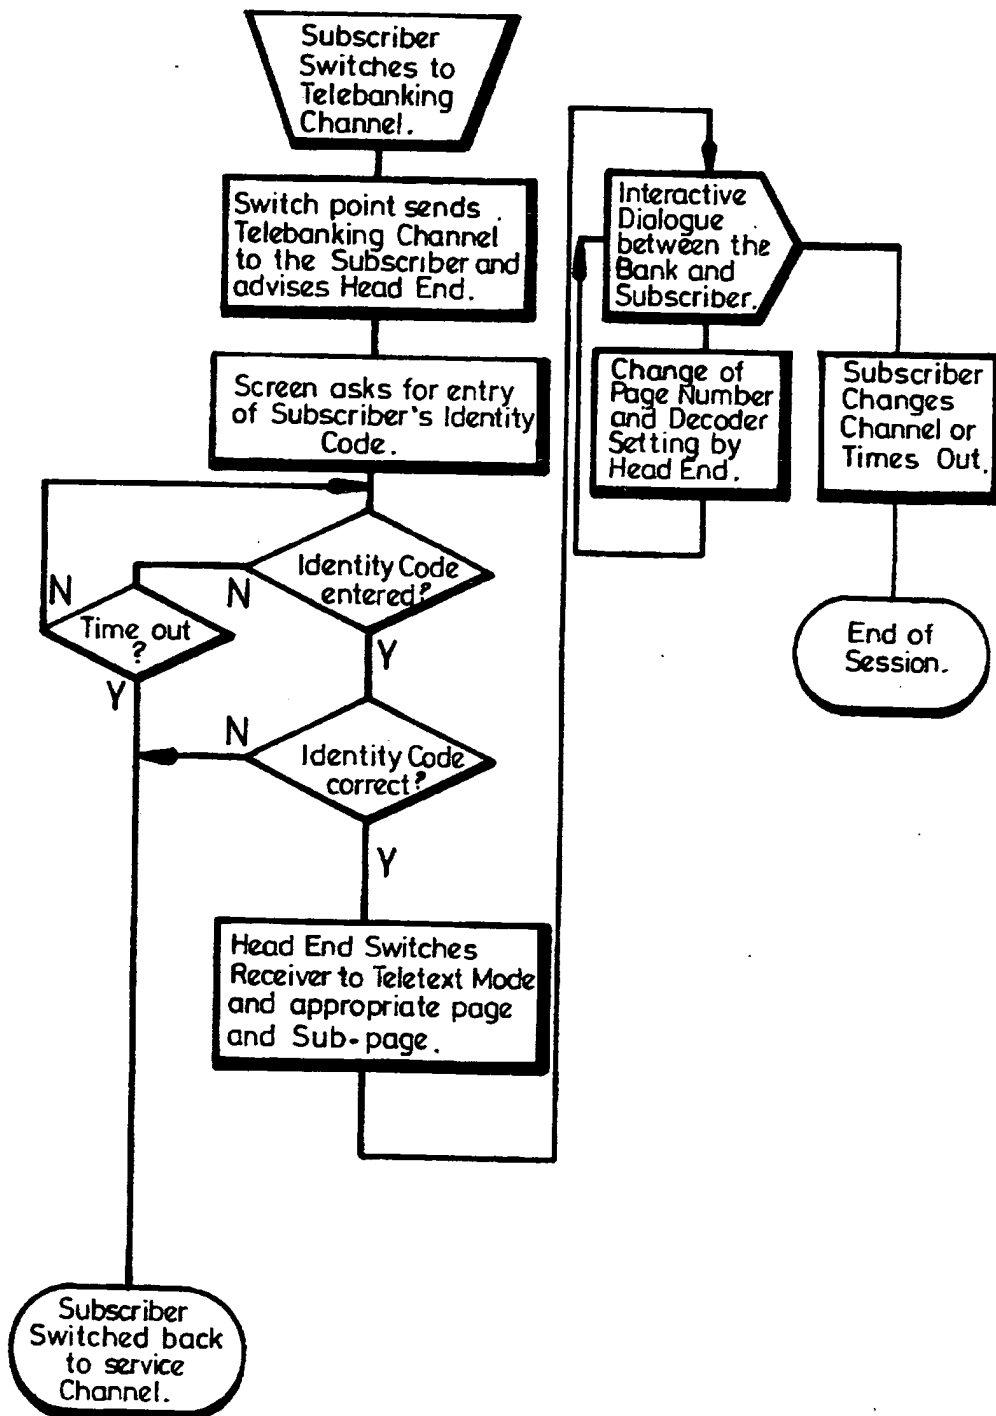 Subscriber
Switches to
Telebanking
Channel.
Switch point sends
Telebanking Channel
to the Subscriber and
advises Head End.
Screen asks for entry
of Subscriber's Identity
Code.
Identity Code
entered?
N
Y
Time out
?
N
Y
Identity Code
correct?
N
Y
Head End Switches
Receiver to Teletext Mode
and appropriate page
and Sub-page.
Subscriber
Switched back
to service
Channel.
Interactive
Dialogue
between the
Bank and
Subscriber.
Change of
Page Number
and Decoder
Setting by
Head End.
Subscriber
Changes
Channel or
Times Out.
End of
Session.